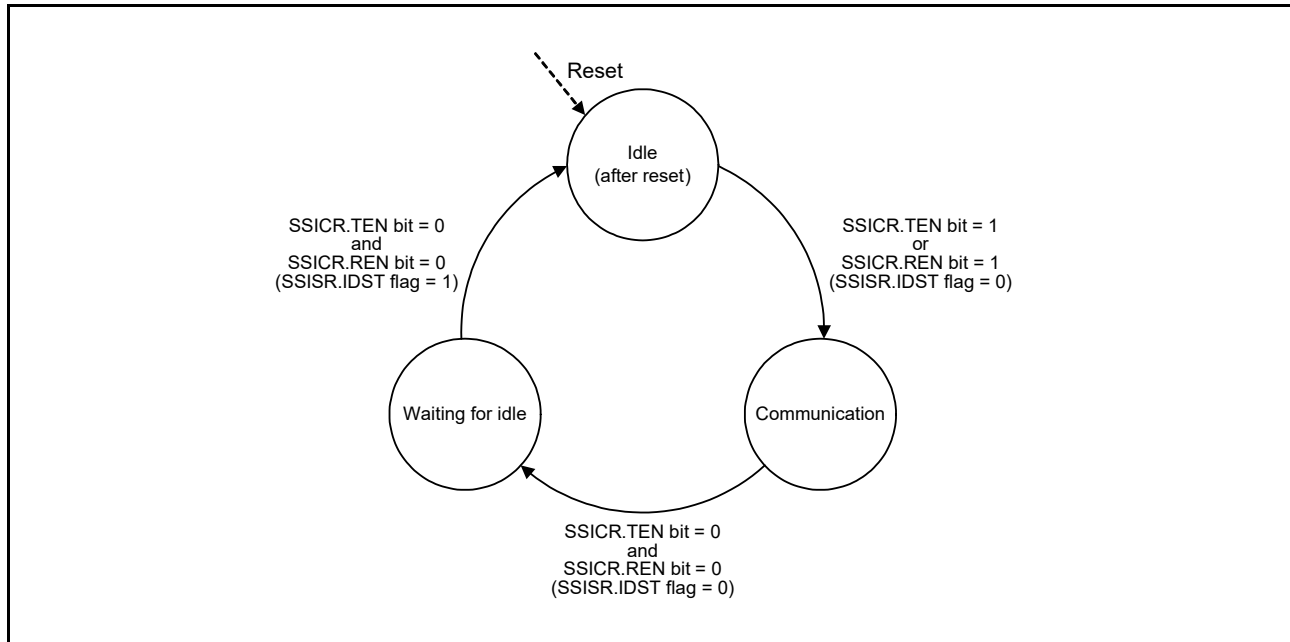 Reset
Idle
(after reset)
SSICR.TEN bit = 0
and
SSICR.REN bit = 0
(SSISR.IDST flag = 1)
SSICR.TEN bit = 1
or
SSICR.REN bit = 1
(SSISR.IDST flag = 0)
Waiting for idle
Communication
SSICR.TEN bit = 0
and
SSICR.REN bit = 0
(SSISR.IDST flag = 0)